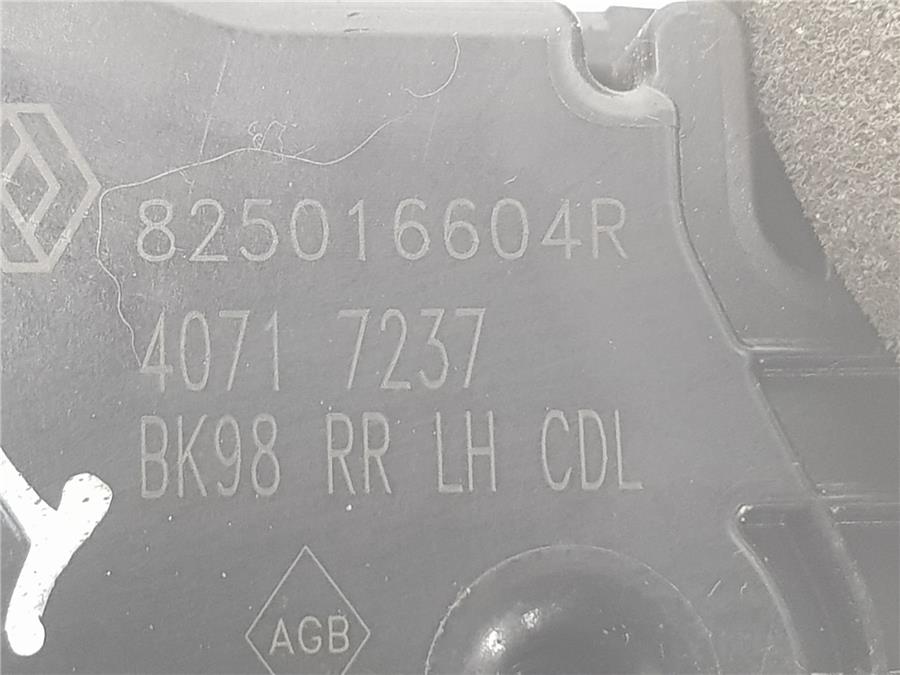 825016604R
4071 7237
BK98 RR LH CDL
AGB